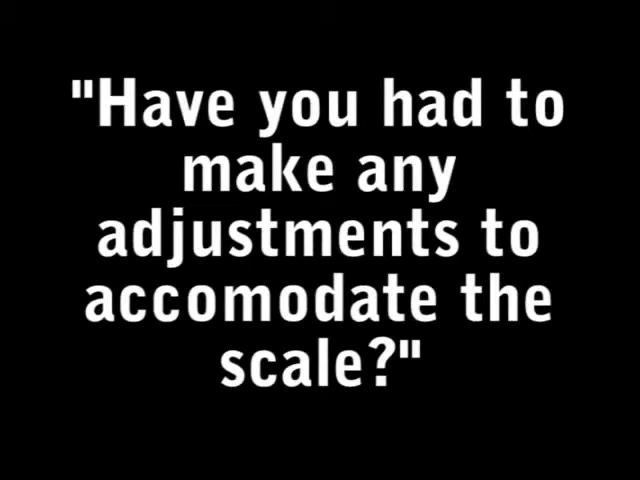 "Have you had to
make any
adjustments to
accomodate the
scale?"